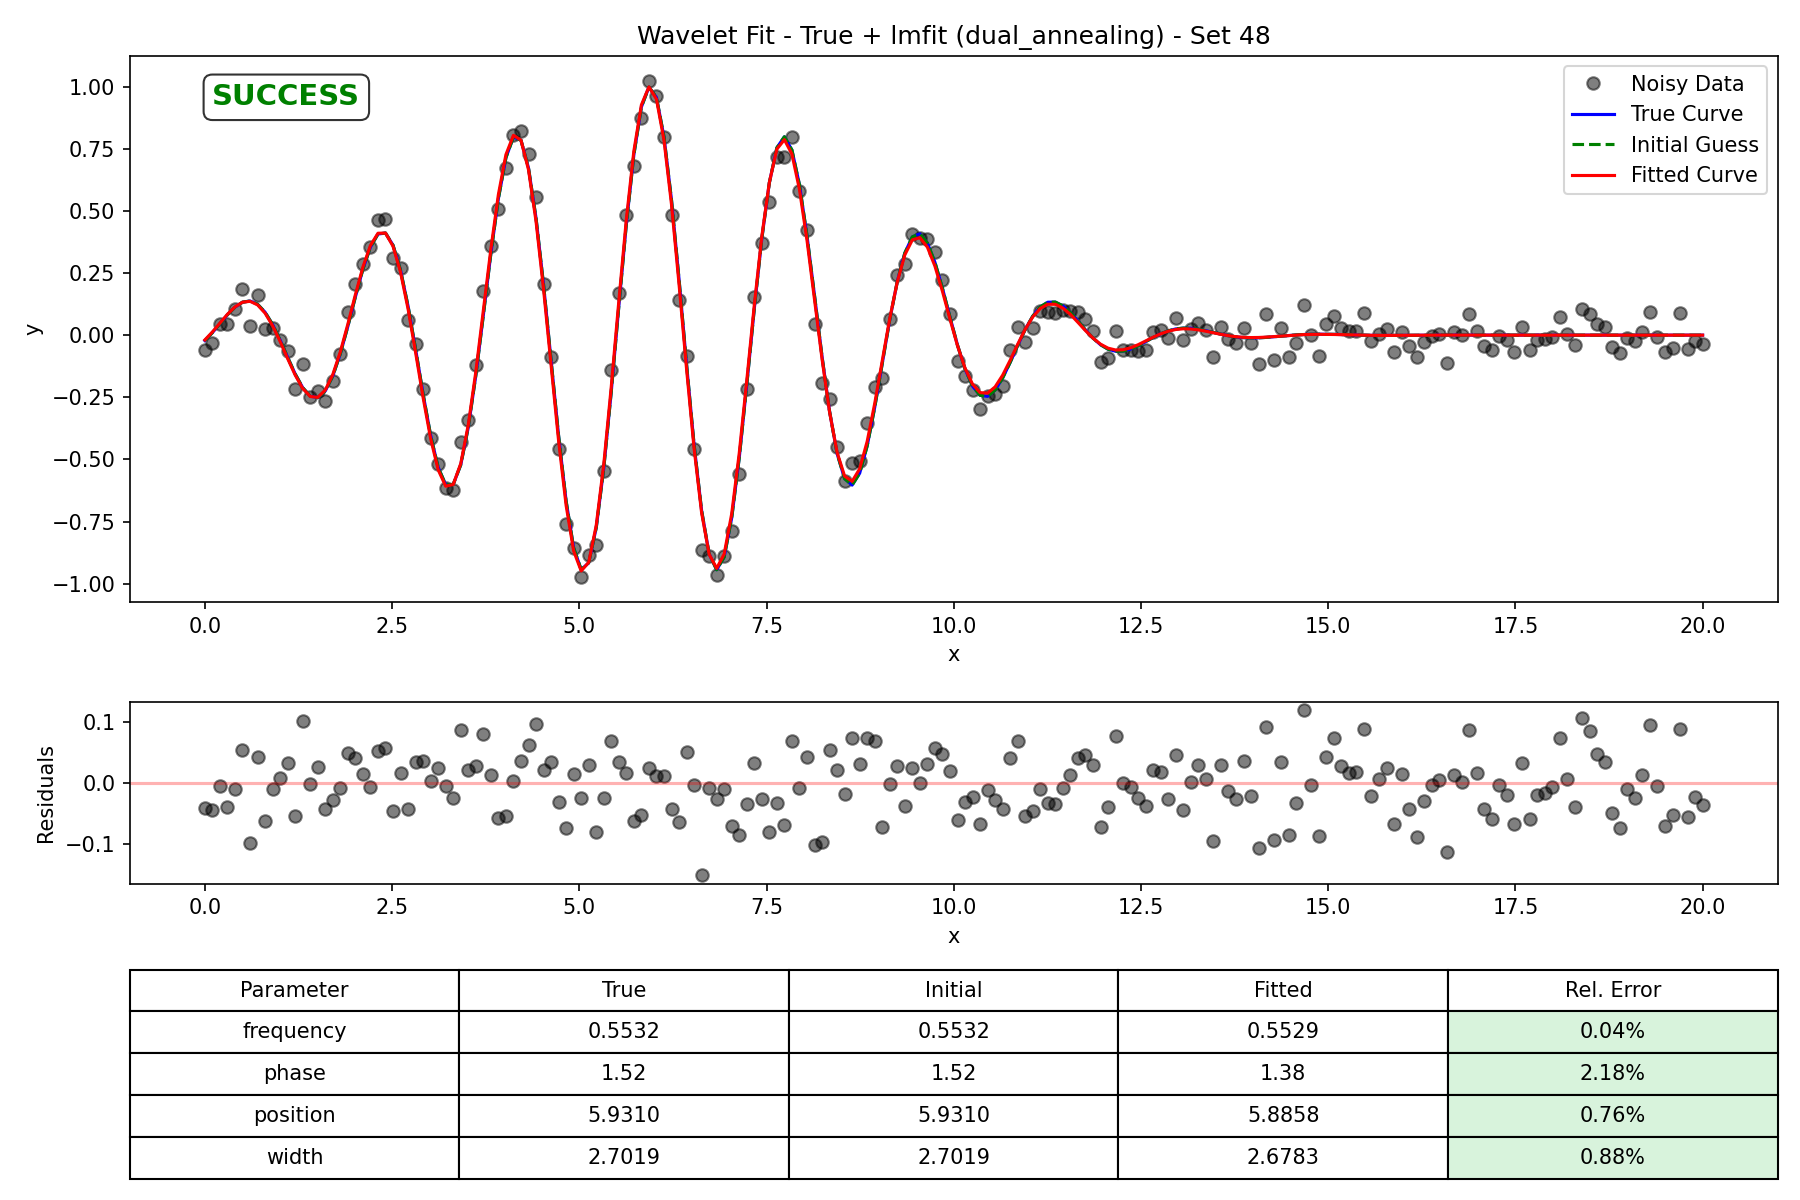 Wavelet Fit - True + lmfit (dual_annealing) - Set 48
SUCCESS
Noisy Data
True Curve
Initial Guess
Fitted Curve
y
1.00
0.75
0.50
0.25
0.00
−0.25
−0.50
−0.75
−1.00
0.0 2.5 5.0 7.5 10.0 12.5 15.0 17.5 20.0
x
Residuals
0.1
0.0
−0.1
0.0 2.5 5.0 7.5 10.0 12.5 15.0 17.5 20.0
x
Parameter True Initial Fitted Rel. Error
frequency 0.5532 0.5532 0.5529 0.04%
phase 1.52 1.52 1.38 2.18%
position 5.9310 5.9310 5.8858 0.76%
width 2.7019 2.7019 2.6783 0.88%